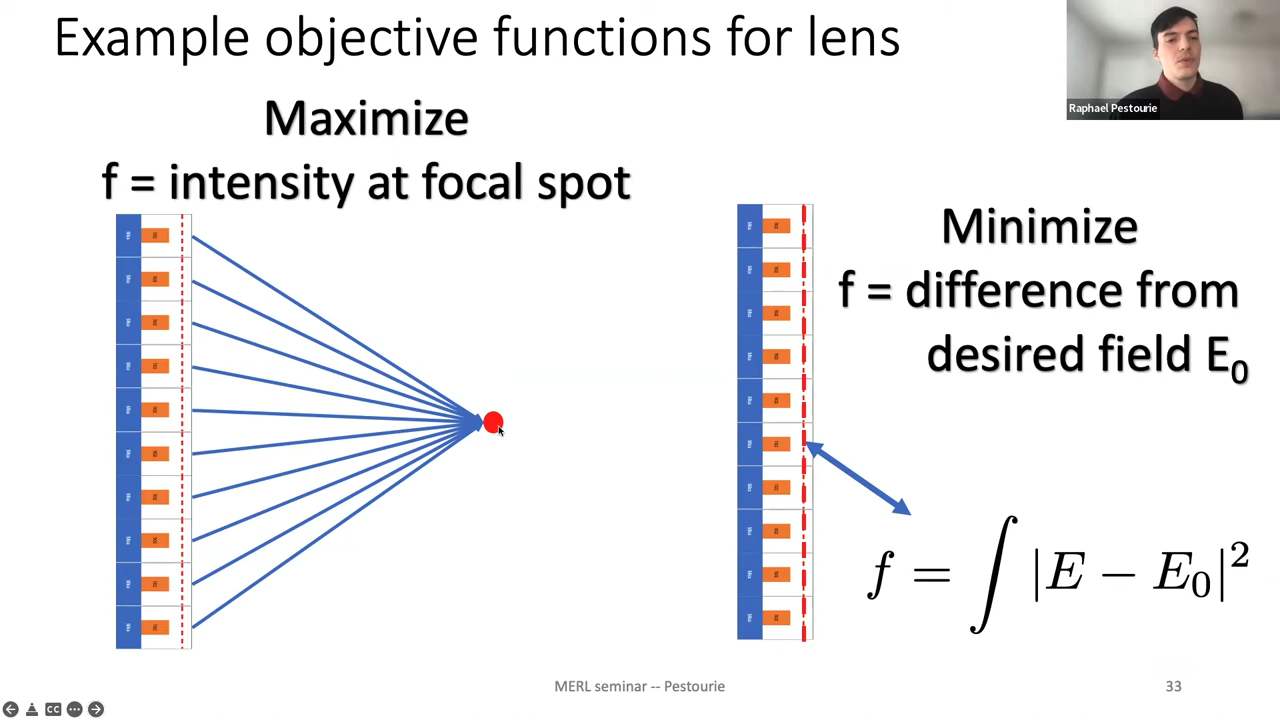 Example objective functions for lens
Raphael Pestourie
Maximize
f = intensity at focal spot
Minimize
f = difference from
desired field E₀
f = ∫ |E − E₀|²
MERL seminar -- Pestourie
33
CC